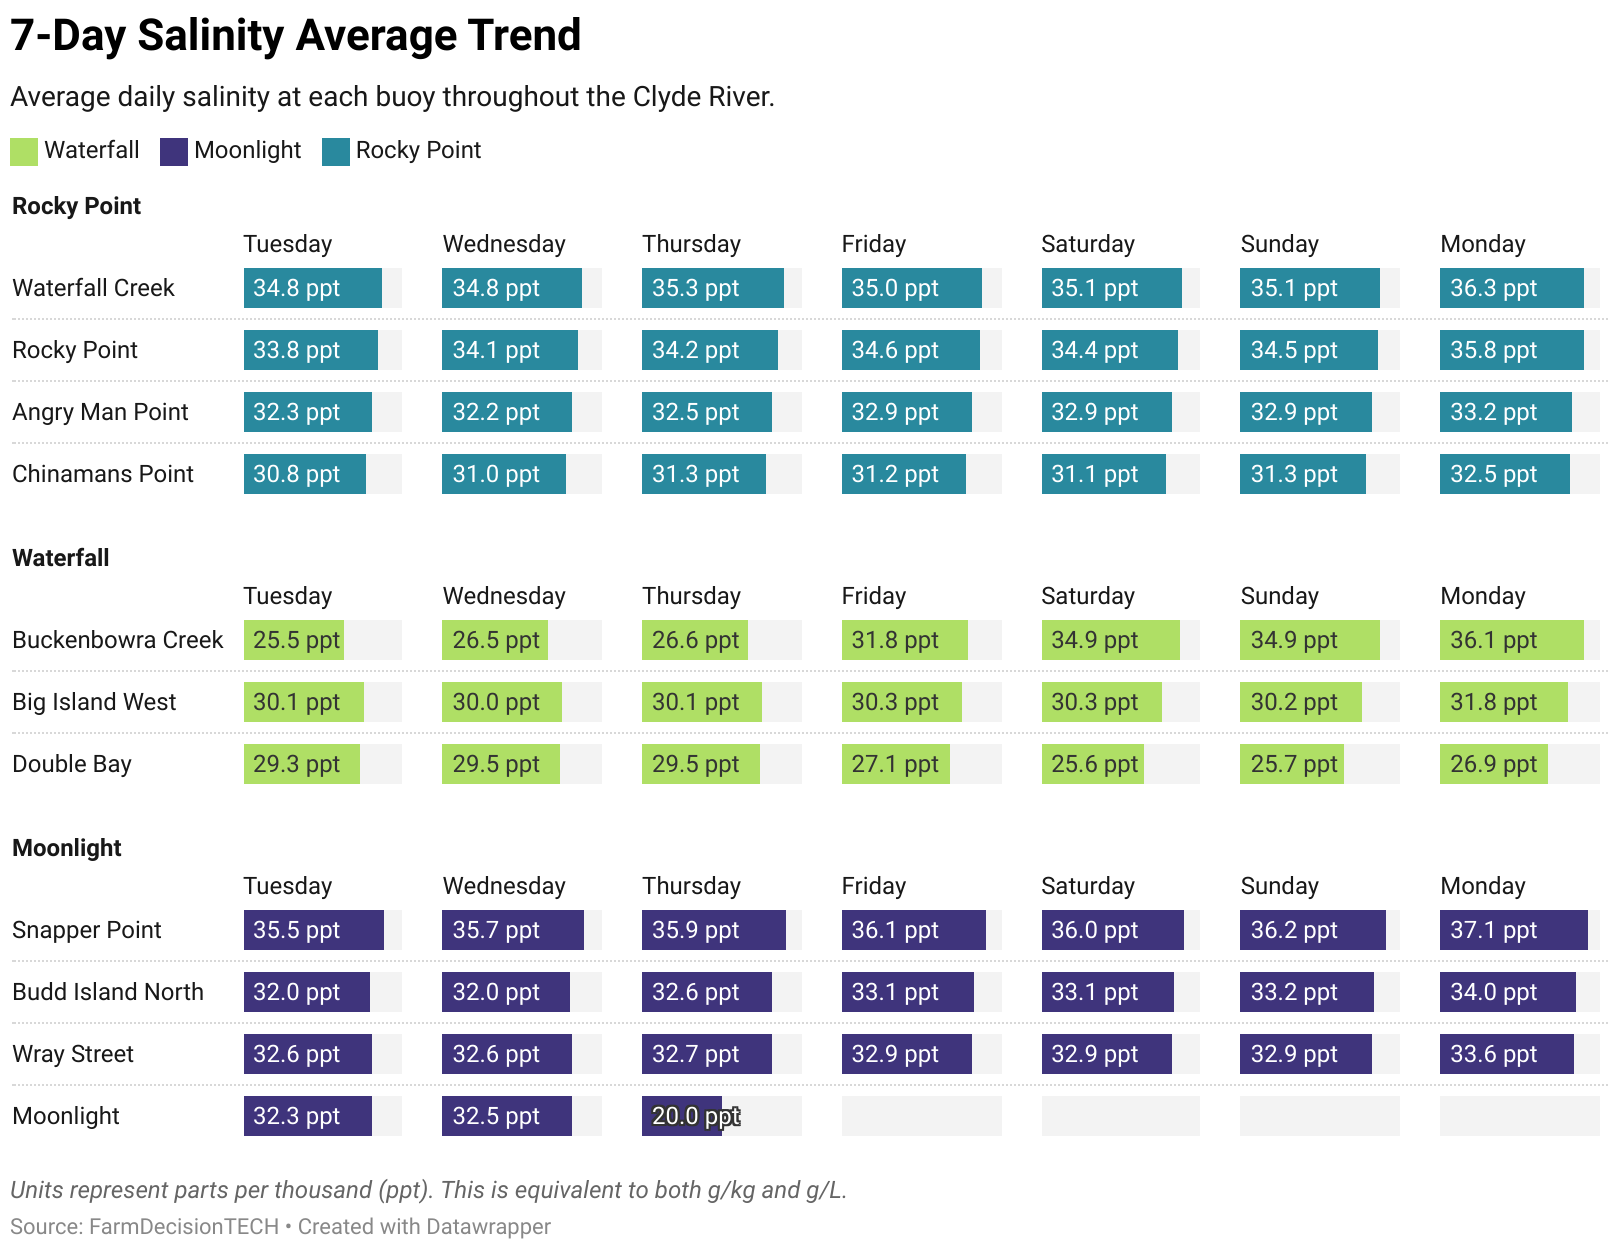 7-Day Salinity Average Trend
Average daily salinity at each buoy throughout the Clyde River.
Waterfall Moonlight Rocky Point
Rocky Point
Tuesday Wednesday Thursday Friday Saturday Sunday Monday
Waterfall Creek 34.8 ppt 34.8 ppt 35.3 ppt 35.0 ppt 35.1 ppt 35.1 ppt 36.3 ppt
Rocky Point 33.8 ppt 34.1 ppt 34.2 ppt 34.6 ppt 34.4 ppt 34.5 ppt 35.8 ppt
Angry Man Point 32.3 ppt 32.2 ppt 32.5 ppt 32.9 ppt 32.9 ppt 32.9 ppt 33.2 ppt
Chinamans Point 30.8 ppt 31.0 ppt 31.3 ppt 31.2 ppt 31.1 ppt 31.3 ppt 32.5 ppt
Waterfall
Tuesday Wednesday Thursday Friday Saturday Sunday Monday
Buckenbowra Creek 25.5 ppt 26.5 ppt 26.6 ppt 31.8 ppt 34.9 ppt 34.9 ppt 36.1 ppt
Big Island West 30.1 ppt 30.0 ppt 30.1 ppt 30.3 ppt 30.3 ppt 30.2 ppt 31.8 ppt
Double Bay 29.3 ppt 29.5 ppt 29.5 ppt 27.1 ppt 25.6 ppt 25.7 ppt 26.9 ppt
Moonlight
Tuesday Wednesday Thursday Friday Saturday Sunday Monday
Snapper Point 35.5 ppt 35.7 ppt 35.9 ppt 36.1 ppt 36.0 ppt 36.2 ppt 37.1 ppt
Budd Island North 32.0 ppt 32.0 ppt 32.6 ppt 33.1 ppt 33.1 ppt 33.2 ppt 34.0 ppt
Wray Street 32.6 ppt 32.6 ppt 32.7 ppt 32.9 ppt 32.9 ppt 32.9 ppt 33.6 ppt
Moonlight 32.3 ppt 32.5 ppt 20.0 ppt
Units represent parts per thousand (ppt). This is equivalent to both g/kg and g/L.
Source: FarmDecisionTECH • Created with Datawrapper